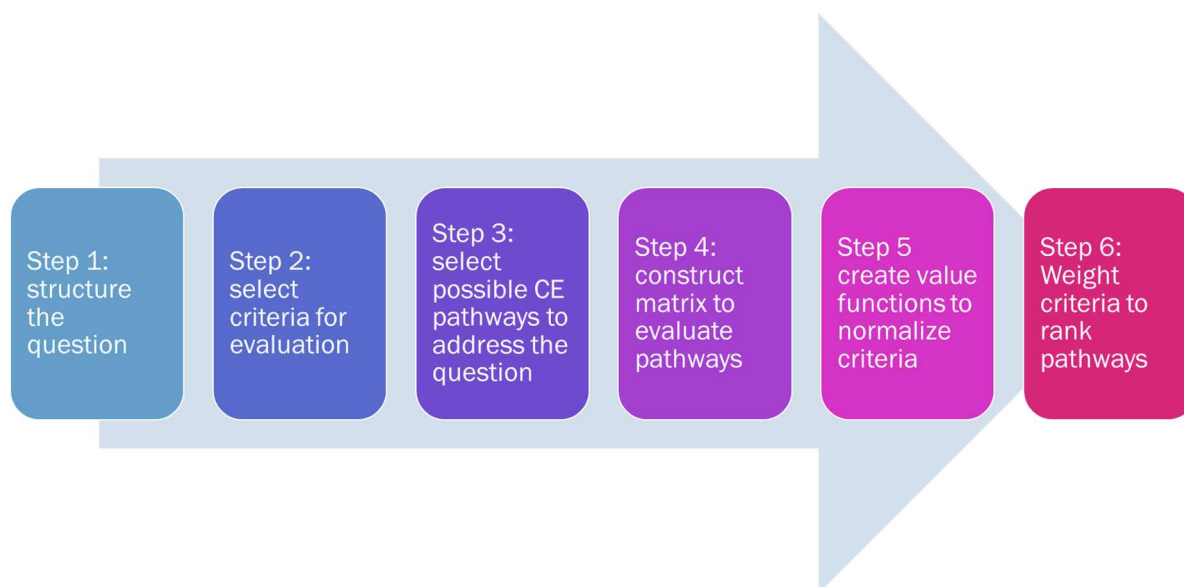 Step 1:
structure
the
question
Step 2:
select
criteria for
evaluation
Step 3:
select
possible CE
pathways to
address the
question
Step 4:
construct
matrix to
evaluate
pathways
Step 5
create value
functions to
normalize
criteria
Step 6:
Weight
criteria to
rank
pathways